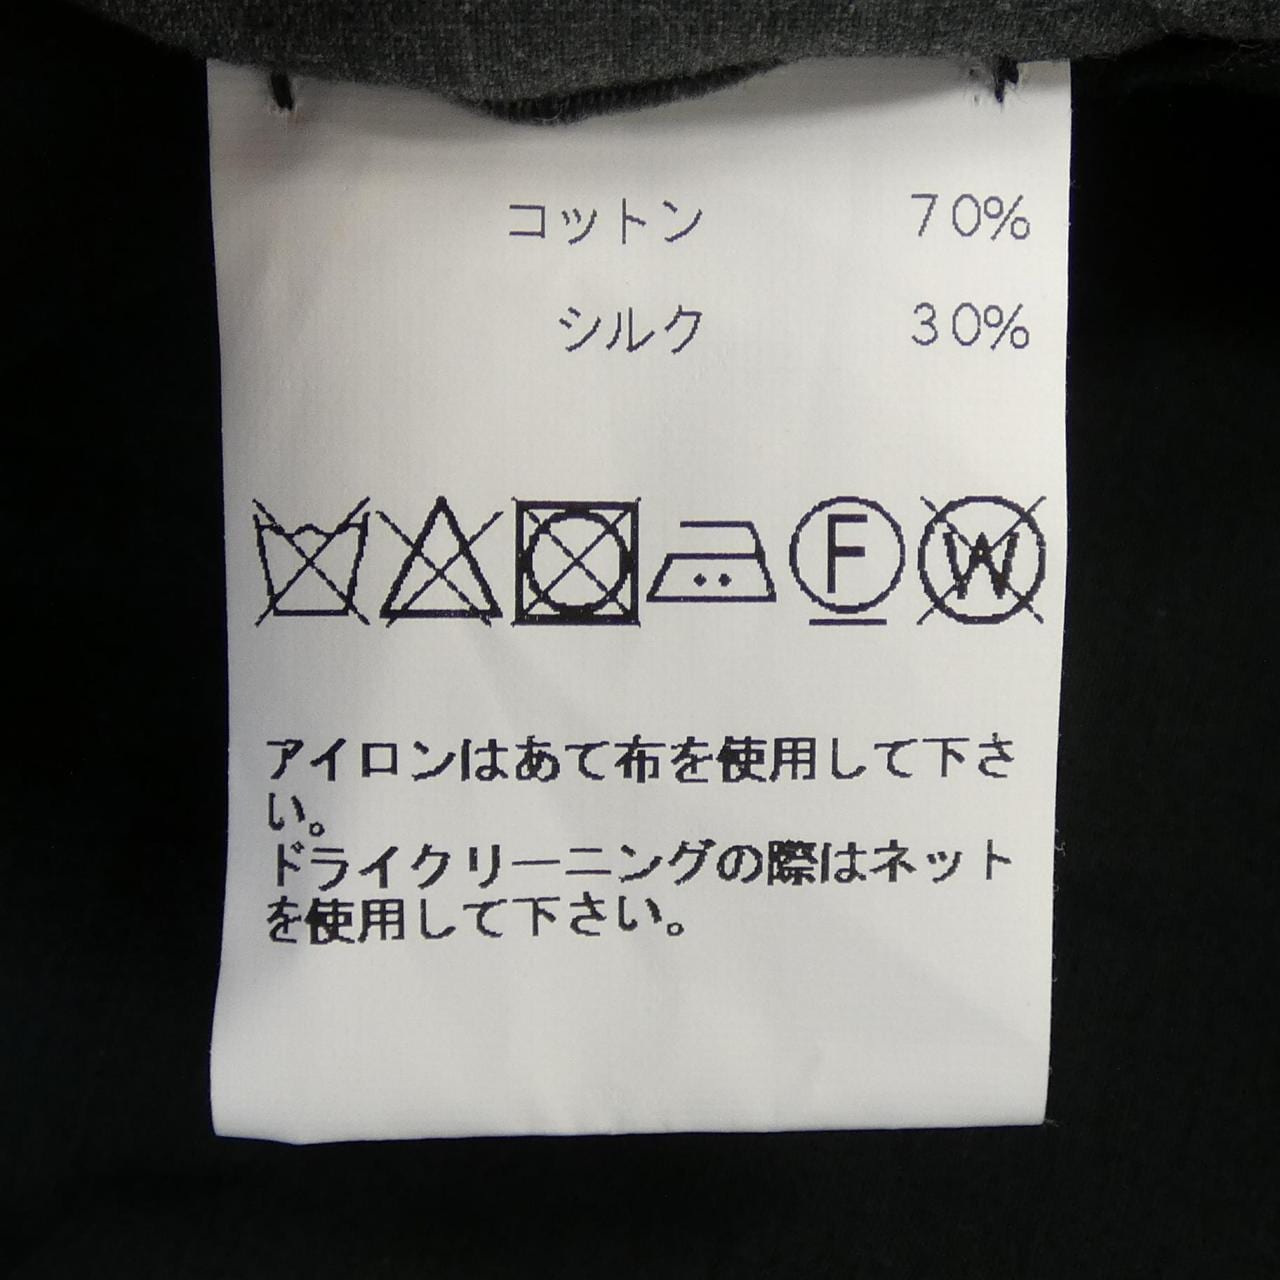 コットン 70%
シルク 30%
F W
アイロンはあて布を使用して下さ
い。
ドライクリーニングの際はネット
を使用して下さい。